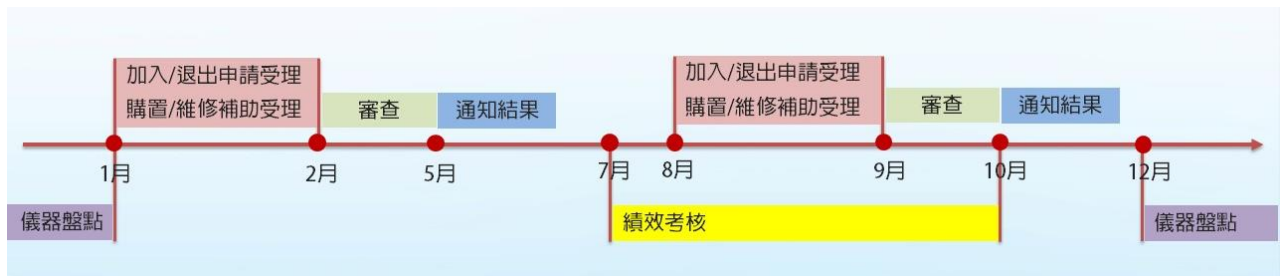 加入/退出申請受理
購置/維修補助受理
審查
通知結果
加入/退出申請受理
購置/維修補助受理
審查
通知結果
1月
2月
5月
7月
8月
9月
10月
12月
儀器盤點
績效考核
儀器盤點